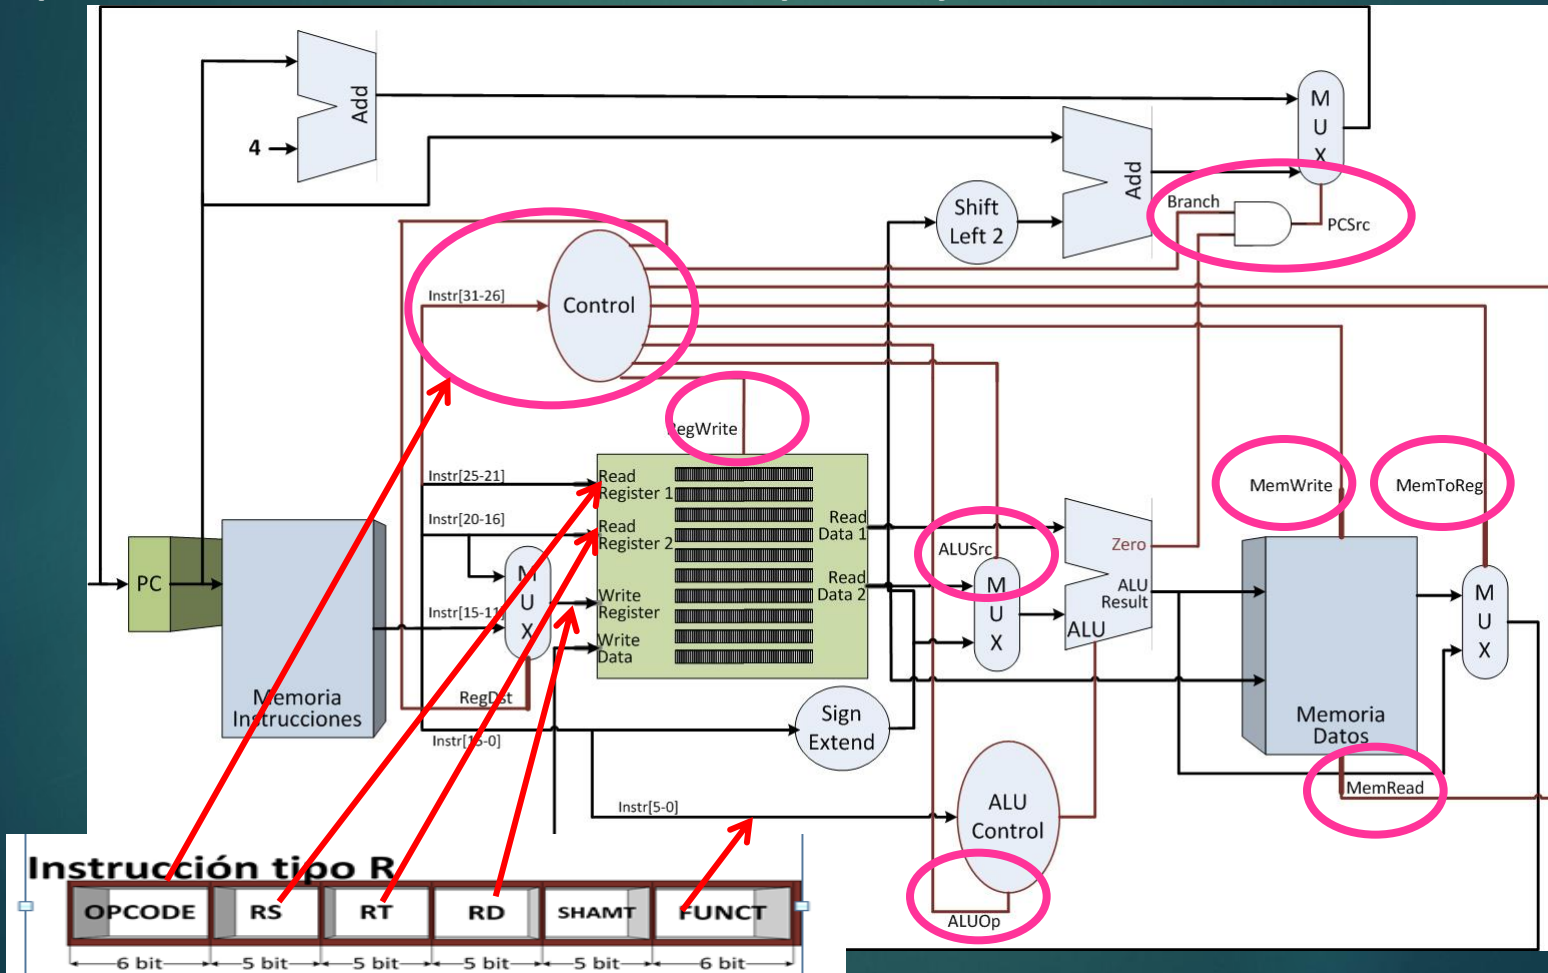 Add
4
M
U
X
Add
Shift
Left 2
Branch
PCSrc
Instr[31-26]
Control
RegWrite
Instr[25-21]
Read
Register 1
Instr[20-16]
Read
Register 2
Read
Data 1
Read
Data 2
M
U
X
Write
Register
Write
Data
Instr[15-11]
RegDst
Instr[15-0]
PC
Memoria
Instrucciones
ALUSrc
M
U
X
Zero
ALU
Result
ALU
MemWrite
MemToReg
M
U
X
Memoria
Datos
MemRead
Sign
Extend
Instr[5-0]
ALU
Control
ALUOp
Instrucción tipo R
OPCODE RS RT RD SHAMT FUNCT
6 bit 5 bit 5 bit 5 bit 5 bit 6 bit